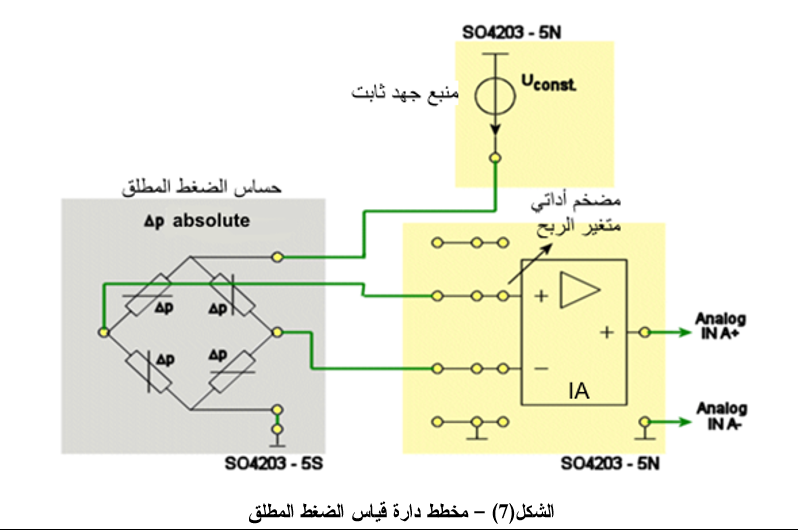 SO4203 - 5N
Uconst.
منبع جهد ثابت
حساس الضغط المطلق
Δp absolute
مضخم أداتي
متغير الربح
Δp
Δp
Δp
Δp
+
+
−
IA
Analog
IN A+
Analog
IN A-
SO4203 - 5S
SO4203 - 5N
الشكل(7) – مخطط دارة قياس الضغط المطلق